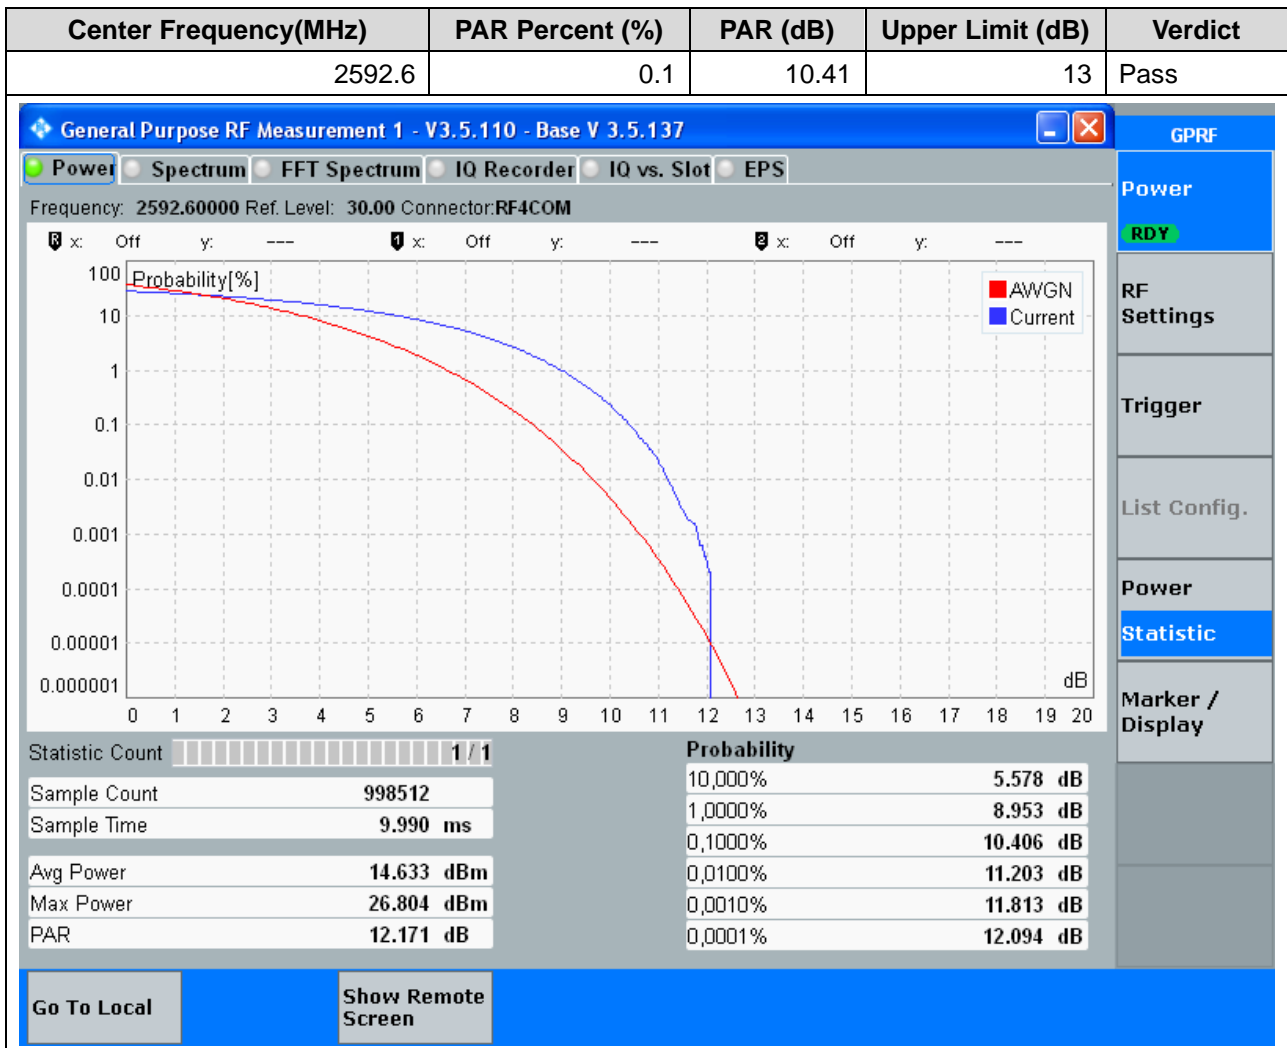 Center Frequency(MHz) PAR Percent (%) PAR (dB) Upper Limit (dB) Verdict
2592.6 0.1 10.41 13 Pass
General Purpose RF Measurement 1 - V3.5.110 - Base V 3.5.137
GPRF
Power Spectrum FFT Spectrum IQ Recorder IQ vs. Slot EPS
Power
RDY
Frequency: 2592.60000 Ref. Level: 30.00 Connector:RF4COM
R x: Off y: --- 1 x: Off y: --- 2 x: Off y: ---
Probability[%]
100
10
1
0.1
0.01
0.001
0.0001
0.00001
0.000001
AWGN
Current
dB
0 1 2 3 4 5 6 7 8 9 10 11 12 13 14 15 16 17 18 19 20
RF
Settings
Trigger
List Config.
Power
Statistic
Marker /
Display
Statistic Count 1 / 1
Sample Count 998512
Sample Time 9.990 ms
Avg Power 14.633 dBm
Max Power 26.804 dBm
PAR 12.171 dB
Probability
10,000% 5.578 dB
1,0000% 8.953 dB
0,1000% 10.406 dB
0,0100% 11.203 dB
0,0010% 11.813 dB
0,0001% 12.094 dB
Go To Local
Show Remote
Screen